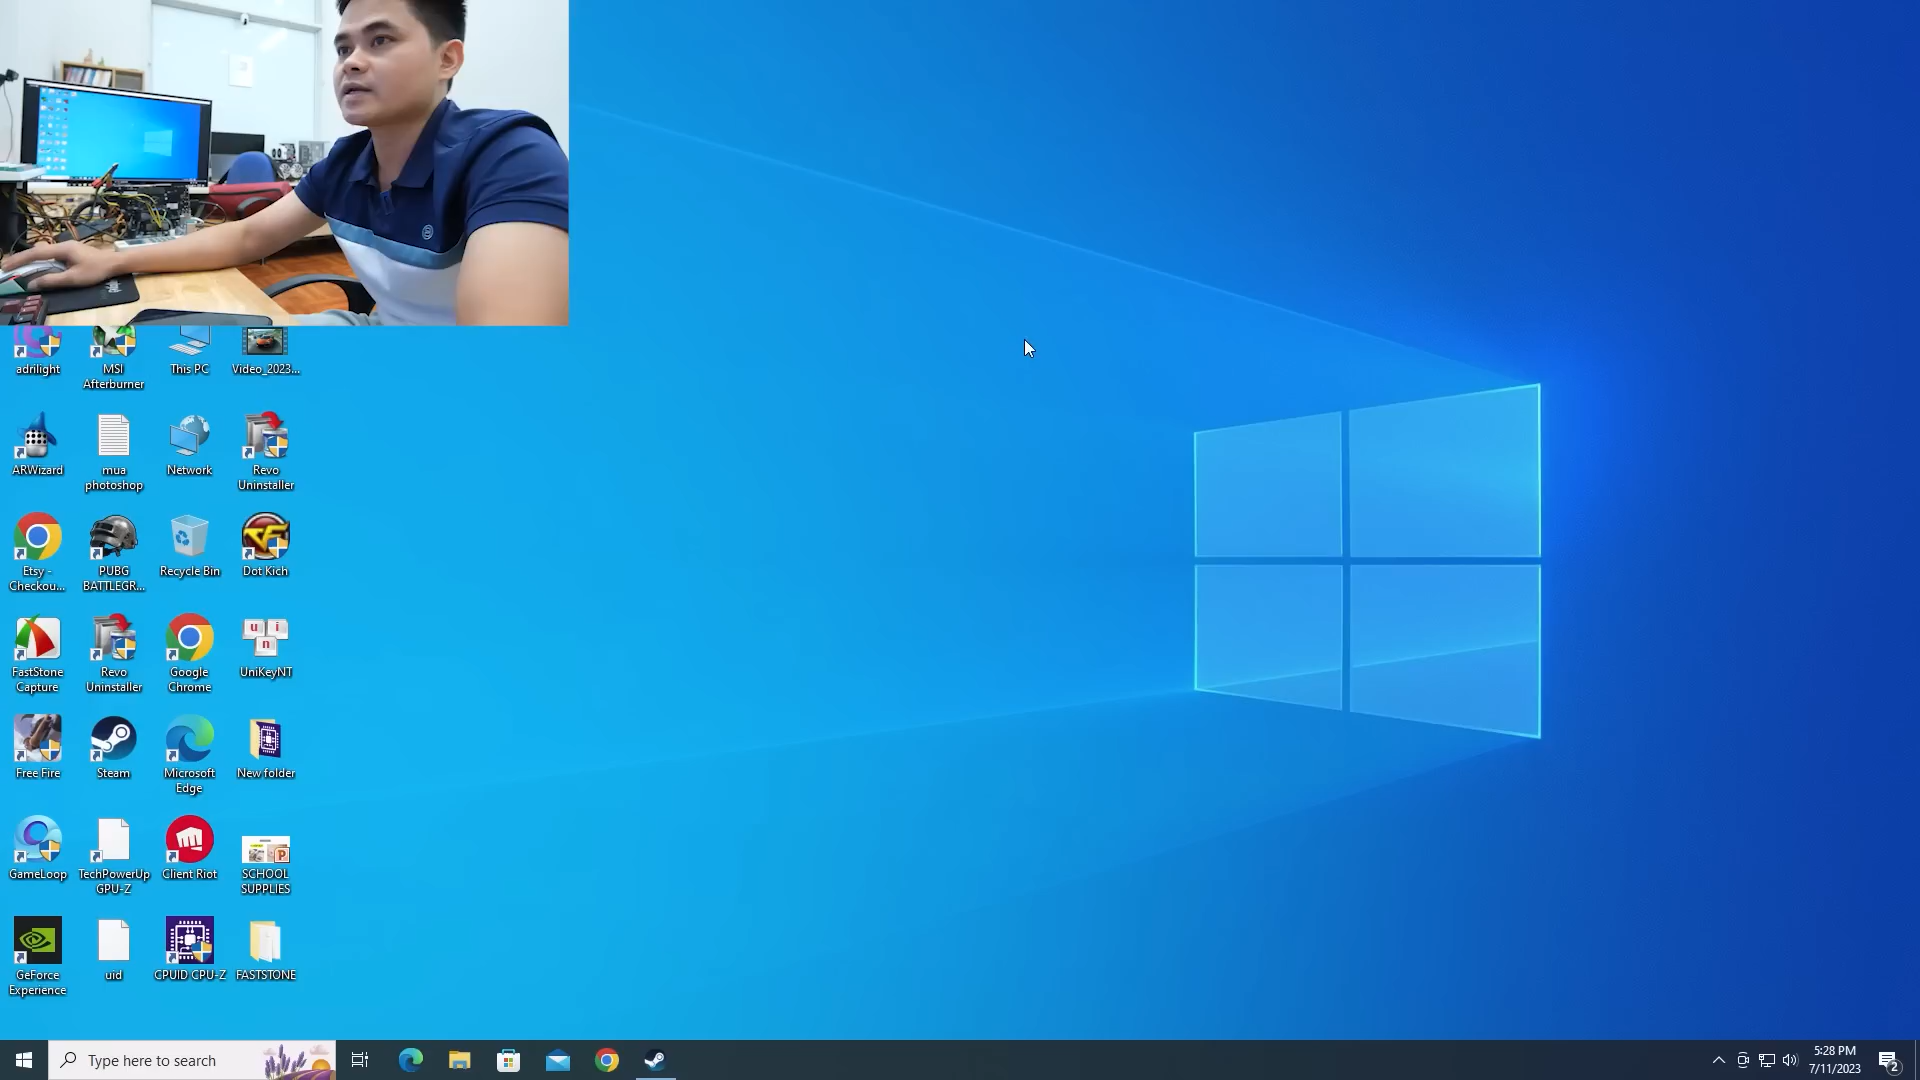 adrilight
MSI
Afterburner
This PC
Video_2023...
ARWizard
mua
photoshop
Network
Revo
Uninstaller
Etsy -
Checkou...
PUBG
BATTLEGR...
Recycle Bin
Dot Kich
FastStone
Capture
Revo
Uninstaller
Google
Chrome
u i
n
UniKeyNT
Free Fire
Steam
Microsoft
Edge
New folder
GameLoop
TechPowerUp
GPU-Z
Client Riot
P
SCHOOL
SUPPLIES
GeForce
Experience
uid
CPUID CPU-Z
FASTSTONE
Type here to search
5:28 PM
7/11/2023
2